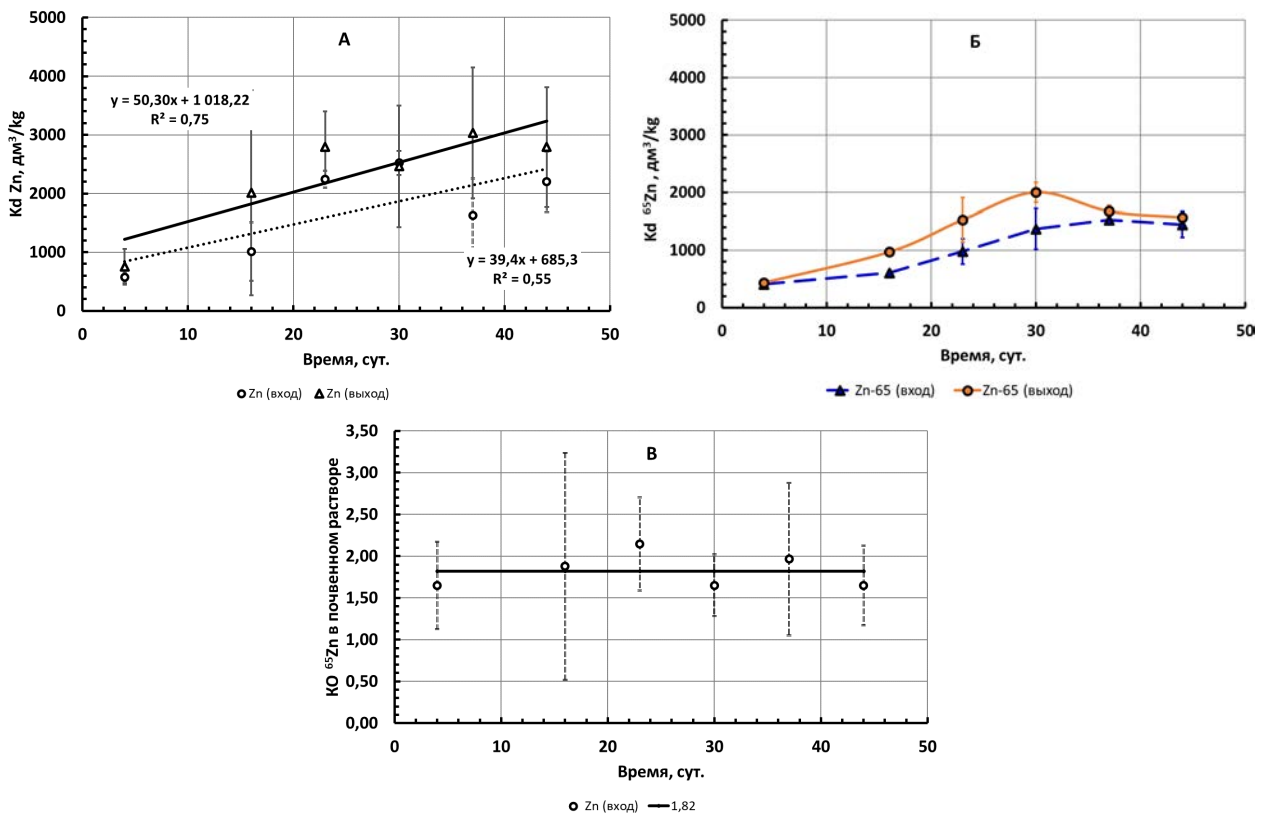 А
Kd Zn, дм³/kg
5000
4000
3000
2000
1000
0
y = 50,30x + 1 018,22
R² = 0,75
y = 39,4x + 685,3
R² = 0,55
0 10 20 30 40 50
Время, сут.
Zn (вход) Zn (выход)
Б
Kd ⁶⁵Zn , дм³/kg
5000
4000
3000
2000
1000
0
0 10 20 30 40 50
Время, сут.
Zn-65 (вход) Zn-65 (выход)
В
КО ⁶⁵Zn в почвенном растворе
3,50
3,00
2,50
2,00
1,50
1,00
0,50
0,00
0 10 20 30 40 50
Время, сут.
Zn (вход) 1,82